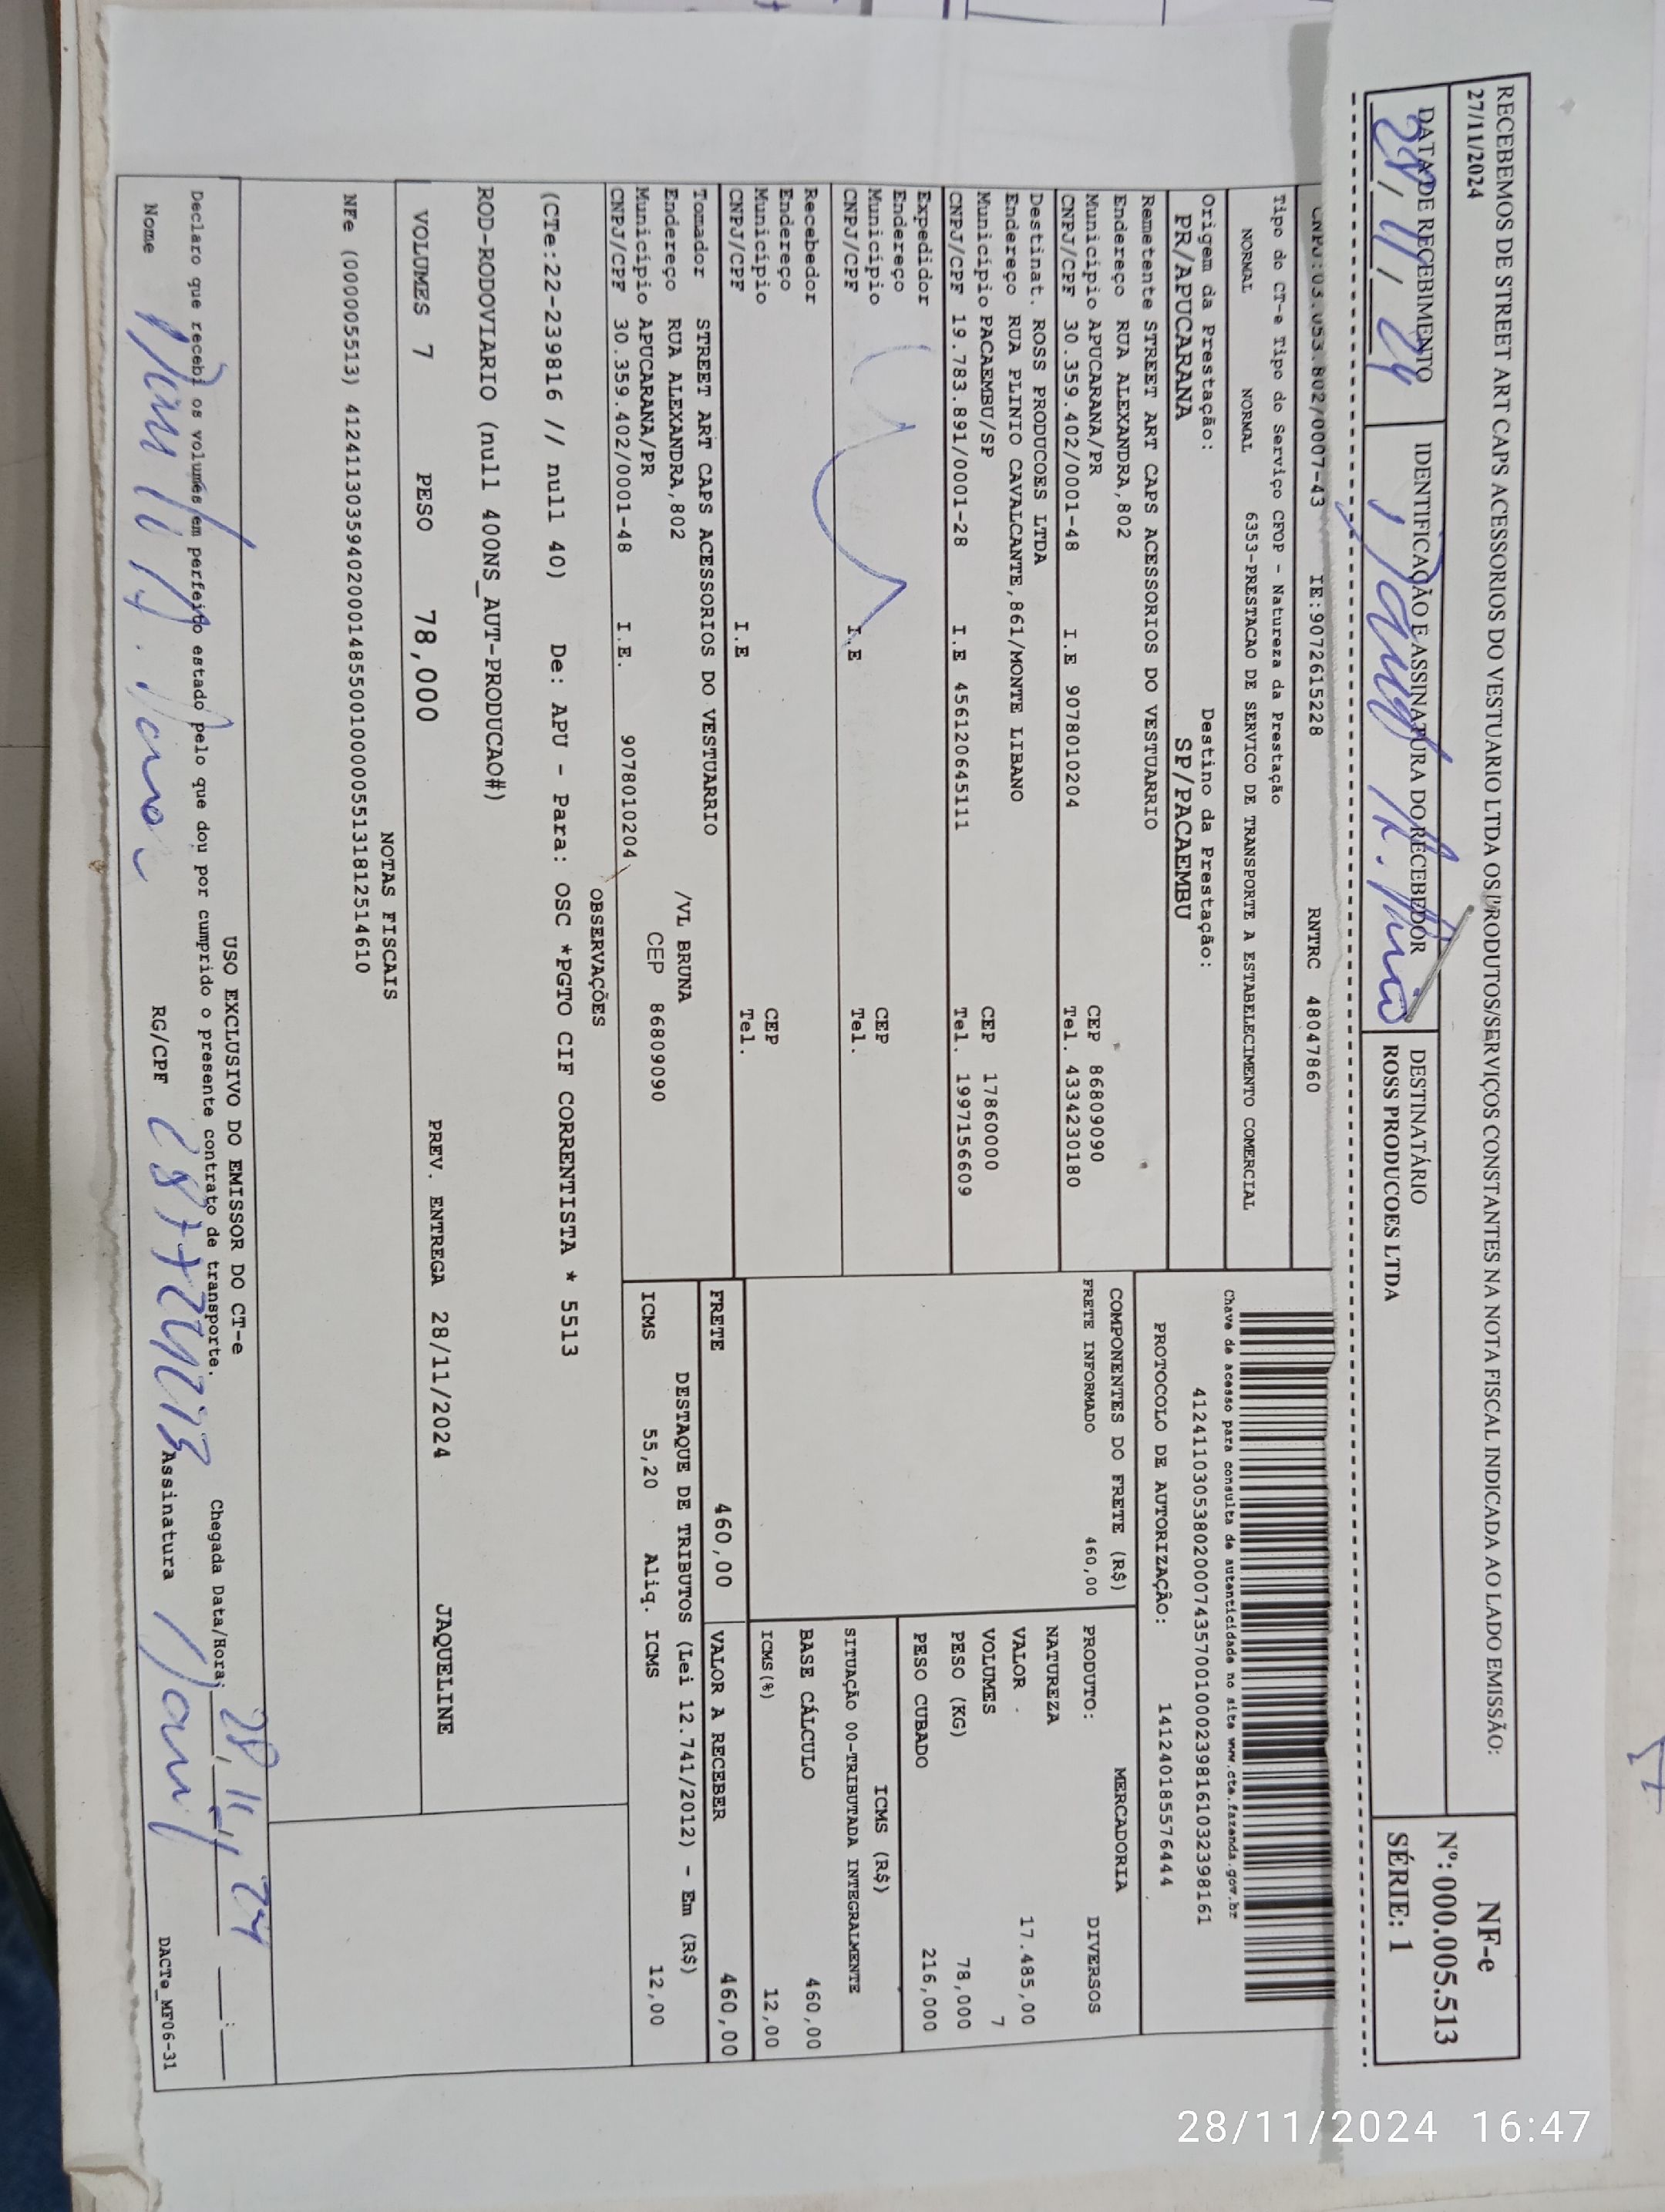 RECEBEMOS DE STREET ART CAPS ACESSORIOS DO VESTUARIO LTDA OS PRODUTOS/SERVIÇOS CONSTANTES NA NOTA FISCAL INDICADA AO LADO EMISSÃO:
27/11/2024
NF-e
Nº: 000.005.513
SÉRIE: 1
DATA DE RECEBIMENTO
28/11/24
IDENTIFICAÇÃO E ASSINATURA DO RECEBEDOR
DESTINATÁRIO
ROSS PRODUCOES LTDA
CNPJ:03.053.802/0007-43 IE:9072615228 RNTRC 48047860
Tipo do CT-e Tipo do Serviço CFOP - Natureza da Prestação
NORMAL NORMAL 6353-PRESTACAO DE SERVICO DE TRANSPORTE A ESTABELECIMENTO COMERCIAL
Chave de acesso para consulta de autenticidade no site www.cte.fazenda.gov.br
41241103053802000743570010002398161032398161
PROTOCOLO DE AUTORIZAÇÃO: 141240185576444
Origem da Prestação: Destino da Prestação:
PR/APUCARANA SP/PACAEMBU
Remetente STREET ART CAPS ACESSORIOS DO VESTUARRIO
Endereço RUA ALEXANDRA,802
Município APUCARANA/PR CEP 86809090
CNPJ/CPF 30.359.402/0001-48 I.E 9078010204 Tel. 4334230180
Destinat. ROSS PRODUCOES LTDA
Endereço RUA PLINIO CAVALCANTE,861/MONTE LIBANO
Município PACAEMBU/SP CEP 17860000
CNPJ/CPF 19.783.891/0001-28 I.E 456120645111 Tel. 19971566609
Expedidor
Endereço
Município CEP
CNPJ/CPF I.E Tel.
Recebedor
Endereço
Município CEP
CNPJ/CPF I.E Tel.
Tomador STREET ART CAPS ACESSORIOS DO VESTUARRIO
Endereço RUA ALEXANDRA,802 /VL BRUNA
Município APUCARANA/PR CEP 86809090
CNPJ/CPF 30.359.402/0001-48 I.E. 9078010204
COMPONENTES DO FRETE (R$)
FRETE INFORMADO 460,00
MERCADORIA
PRODUTO: DIVERSOS
NATUREZA
VALOR 17.485,00
VOLUMES 7
PESO (KG) 78,000
PESO CUBADO 216,000
ICMS (R$)
SITUAÇÃO 00-TRIBUTADA INTEGRALMENTE
BASE CÁLCULO 460,00
ICMS(%) 12,00
FRETE 460,00 VALOR A RECEBER 460,00
DESTAQUE DE TRIBUTOS (Lei 12.741/2012) - Em (R$)
ICMS 55,20 Aliq. ICMS 12,00
OBSERVAÇÕES
(CTe:22-239816 // null 40) De: APU - Para: OSC *PGTO CIF CORRENTISTA * 5513
ROD-RODOVIARIO (null 400NS_AUT-PRODUCAO#)
VOLUMES 7 PESO 78,000 PREV. ENTREGA 28/11/2024 JAQUELINE
NOTAS FISCAIS
NFe (000005513) 41241130359402000148550010000055131812514610
USO EXCLUSIVO DO EMISSOR DO CT-e
Declaro que recebi os volumes em perfeito estado pelo que dou por cumprido o presente contrato de transporte.
Chegada Data/Hora: 28/11/24 __:__
Nome RG/CPF Assinatura
DACTe_MF06-31
28/11/2024 16:47